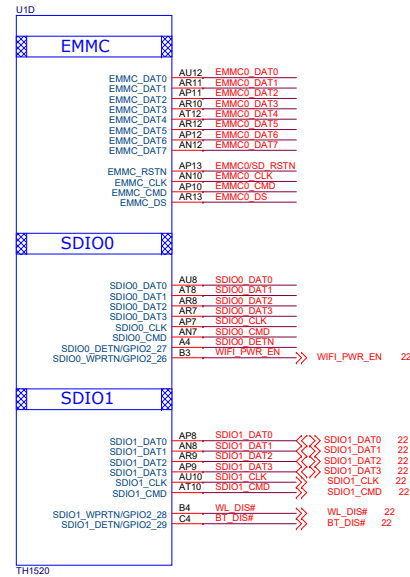 U1D
EMMC
EMMC_DAT0 AU12 EMMC0_DAT0
EMMC_DAT1 AR11 EMMC0_DAT1
EMMC_DAT2 AP11 EMMC0_DAT2
EMMC_DAT3 AR10 EMMC0_DAT3
EMMC_DAT4 AT12 EMMC0_DAT4
EMMC_DAT5 AR12 EMMC0_DAT5
EMMC_DAT6 AP12 EMMC0_DAT6
EMMC_DAT7 AN12 EMMC0_DAT7
EMMC_RSTN AP13 EMMC0/SD_RSTN
EMMC_CLK AN10 EMMC0_CLK
EMMC_CMD AP10 EMMC0_CMD
EMMC_DS AR13 EMMC0_DS
SDIO0
SDIO0_DAT0 AU8 SDIO0_DAT0
SDIO0_DAT1 AT8 SDIO0_DAT1
SDIO0_DAT2 AR8 SDIO0_DAT2
SDIO0_DAT3 AR7 SDIO0_DAT3
SDIO0_CLK AP7 SDIO0_CLK
SDIO0_CMD AN7 SDIO0_CMD
SDIO0_DETN/GPIO2_27 A4 SDIO0_DETN
SDIO0_WPRTN/GPIO2_26 B3 WIFI_PWR_EN WIFI_PWR_EN 22
SDIO1
SDIO1_DAT0 AP8 SDIO1_DAT0 SDIO1_DAT0 22
SDIO1_DAT1 AN8 SDIO1_DAT1 SDIO1_DAT1 22
SDIO1_DAT2 AR9 SDIO1_DAT2 SDIO1_DAT2 22
SDIO1_DAT3 AP9 SDIO1_DAT3 SDIO1_DAT3 22
SDIO1_CLK AU10 SDIO1_CLK SDIO1_CLK 22
SDIO1_CMD AT10 SDIO1_CMD SDIO1_CMD 22
SDIO1_WPRTN/GPIO2_28 B4 WL_DIS# WL_DIS# 22
SDIO1_DETN/GPIO2_29 C4 BT_DIS# BT_DIS# 22
TH1520